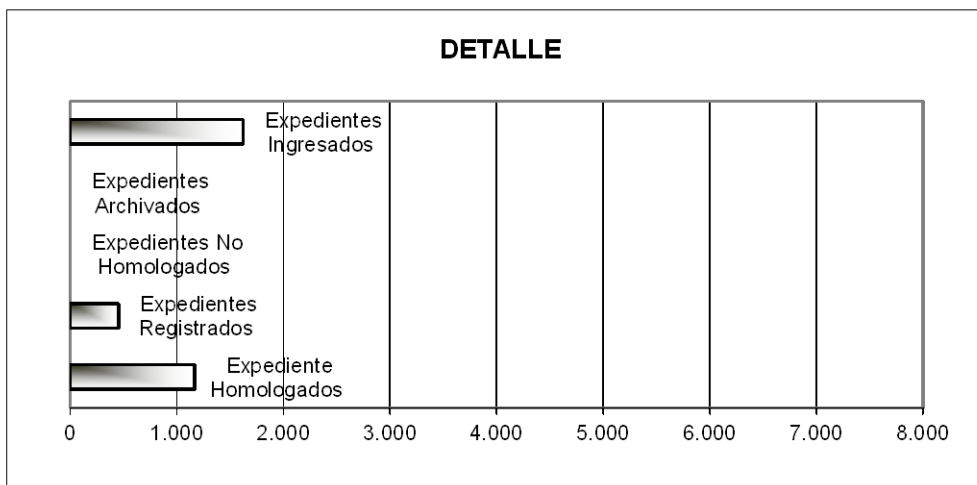 DETALLE
Expedientes
Ingresados
Expedientes
Archivados
Expedientes No
Homologados
Expedientes
Registrados
Expediente
Homologados
0 1.000 2.000 3.000 4.000 5.000 6.000 7.000 8.000